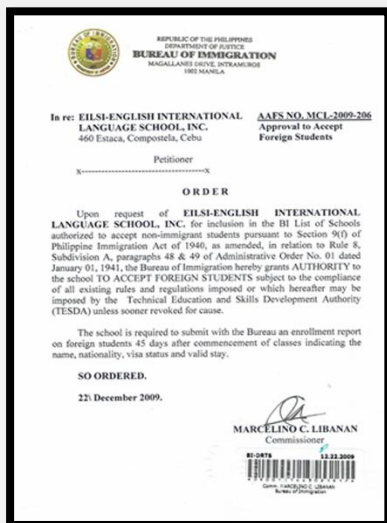 REPUBLIC OF THE PHILIPPINES
DEPARTMENT OF JUSTICE
BUREAU OF IMMIGRATION
MAGALLANES DRIVE, INTRAMUROS
1002 MANILA
In re: EILSI-ENGLISH INTERNATIONAL
LANGUAGE SCHOOL, INC.
460 Estaca, Compostela, Cebu
Petitioner
x-------------------------------------x
AAFS NO. MCL-2009-206
Approval to Accept
Foreign Students
ORDER
Upon request of EILSI-ENGLISH INTERNATIONAL
LANGUAGE SCHOOL, INC. for inclusion in the BI List of Schools
authorized to accept non-immigrant students pursuant to Section 9(f) of
Philippine Immigration Act of 1940, as amended, in relation to Rule 8,
Subdivision A, paragraphs 48 & 49 of Administrative Order No. 01 dated
January 01, 1941, the Bureau of Immigration hereby grants AUTHORITY to
the school TO ACCEPT FOREIGN STUDENTS subject to the compliance
of all existing rules and regulations imposed or which hereafter may be
imposed by the Technical Education and Skills Development Authority
(TESDA) unless sooner revoked for cause.
The school is required to submit with the Bureau an enrollment report
on foreign students 45 days after commencement of classes indicating the
name, nationality, visa status and valid stay.
SO ORDERED.
22\ December 2009.
MARCELINO C. LIBANAN
Commissioner
BI-DRTS 12.22.2009
Comm. MARCELINO C. LIBANAN
Bureau of Immigration